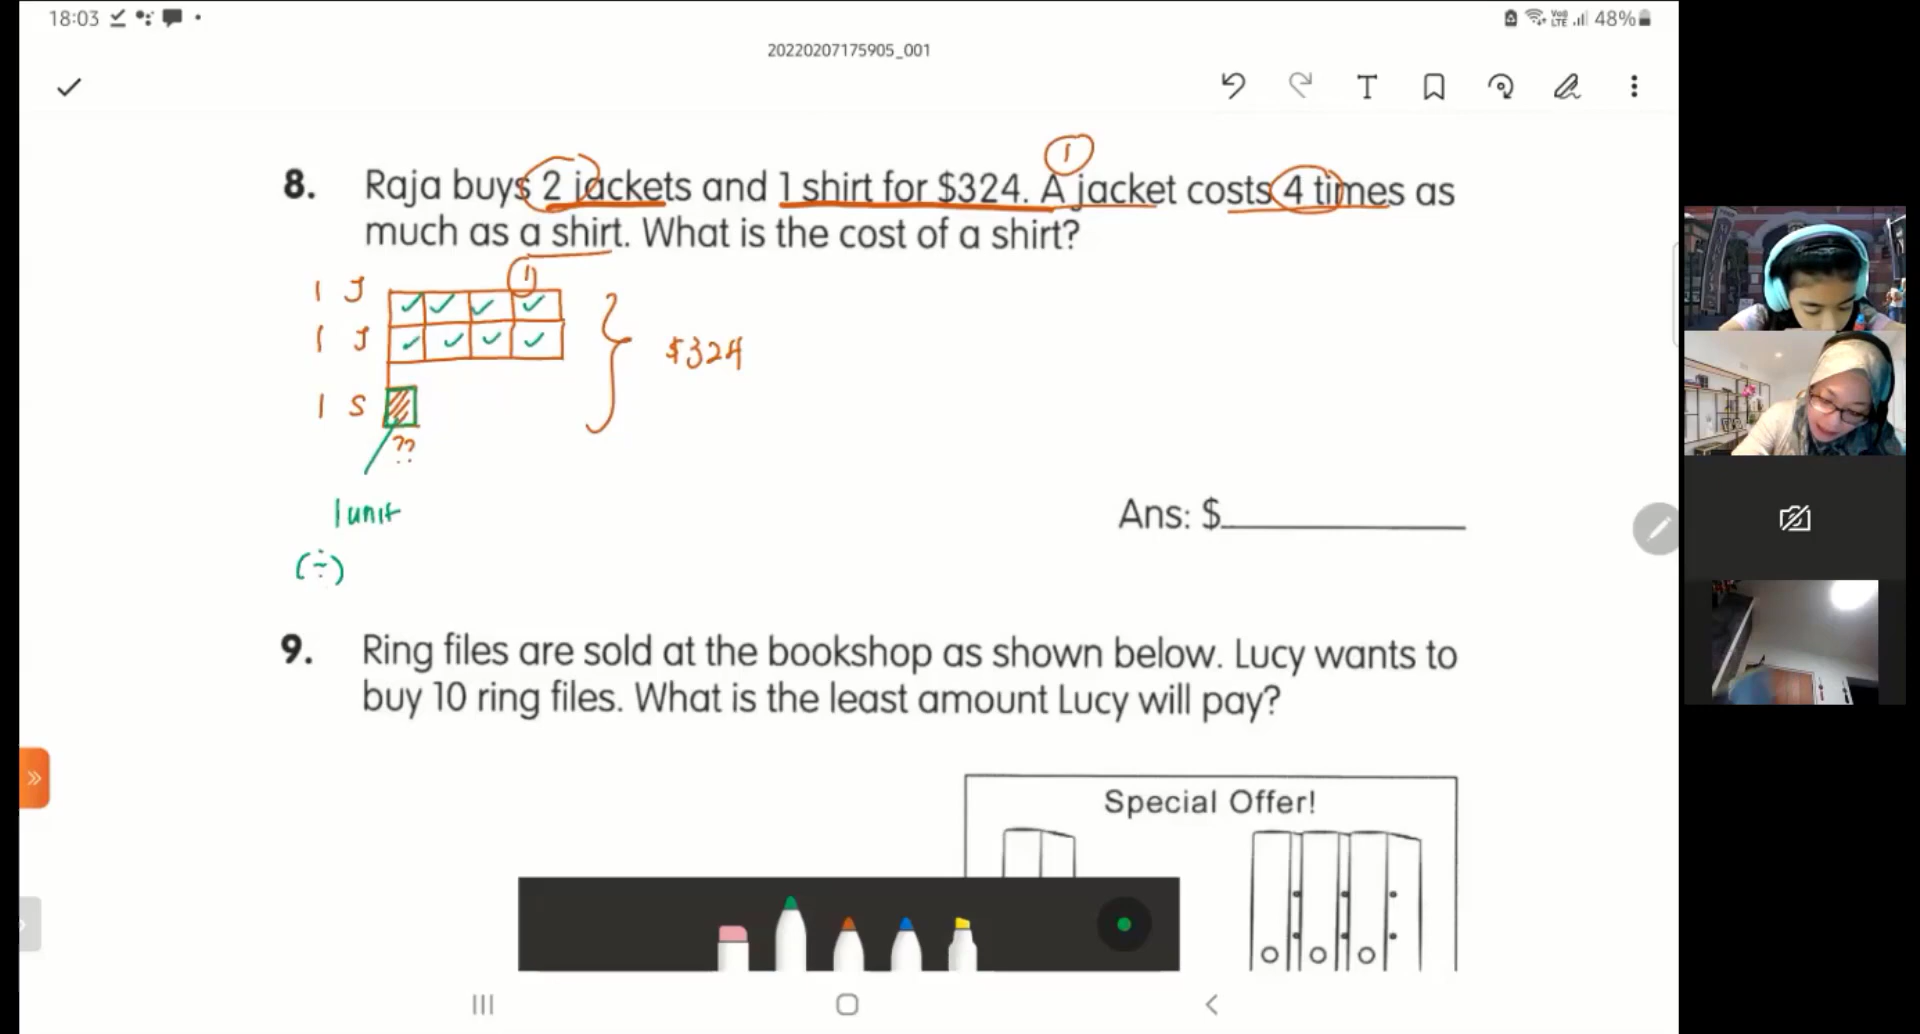 18:03
48%
20220207175905_001
T
8. Raja buys 2 jackets and 1 shirt for $324. A jacket costs 4 times as
1
much as a shirt. What is the cost of a shirt?
1
1 J
1 J
$324
1 S
??
1 unit
Ans: $
(÷)
9. Ring files are sold at the bookshop as shown below. Lucy wants to
buy 10 ring files. What is the least amount Lucy will pay?
Special Offer!